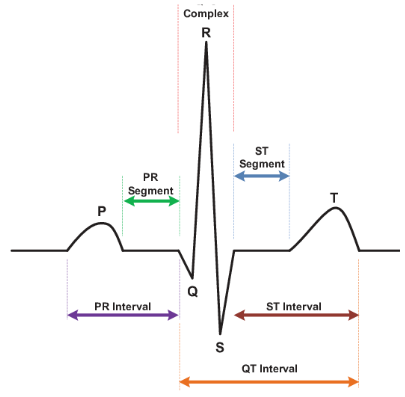 Complex
R
ST
Segment
PR
Segment
P
T
Q
PR Interval
ST Interval
S
QT Interval